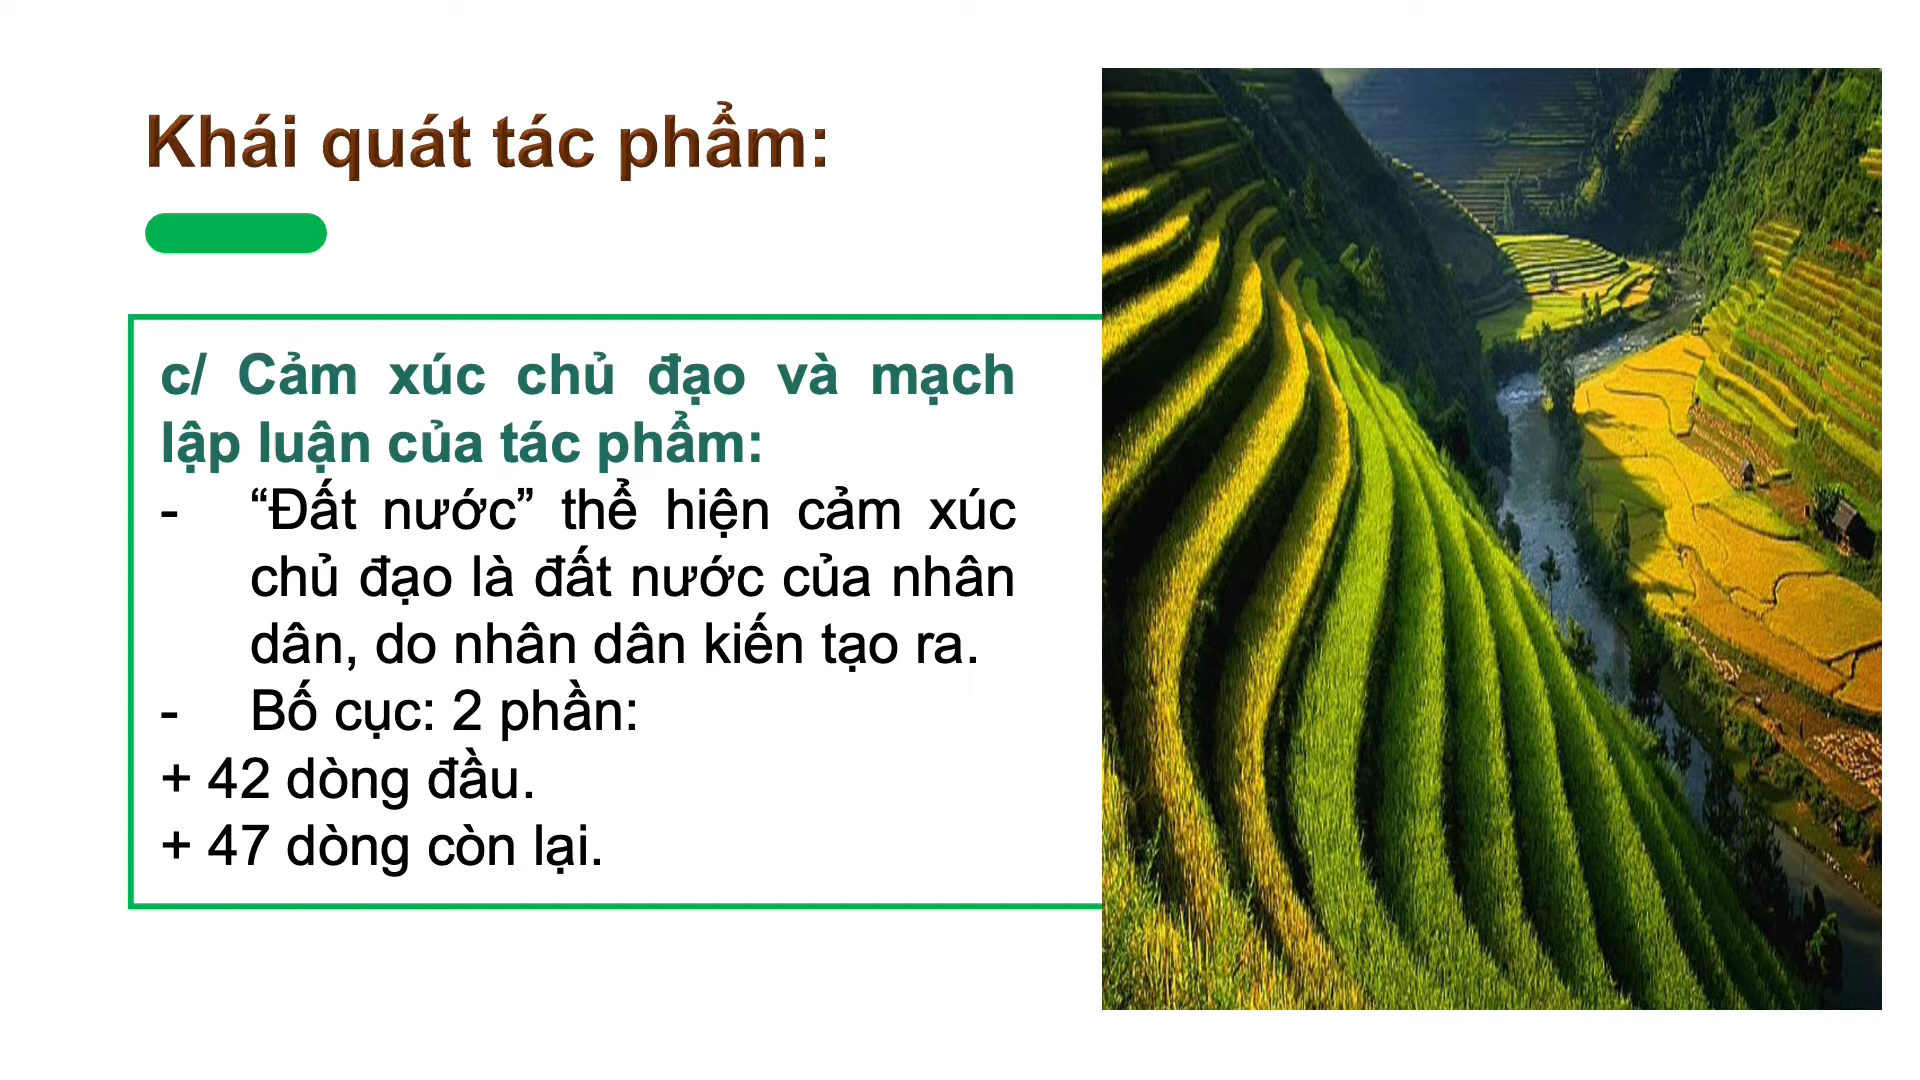 Khái quát tác phẩm:
c/ Cảm xúc chủ đạo và mạch
lập luận của tác phẩm:
- “Đất nước” thể hiện cảm xúc
chủ đạo là đất nước của nhân
dân, do nhân dân kiến tạo ra.
- Bố cục: 2 phần:
+ 42 dòng đầu.
+ 47 dòng còn lại.